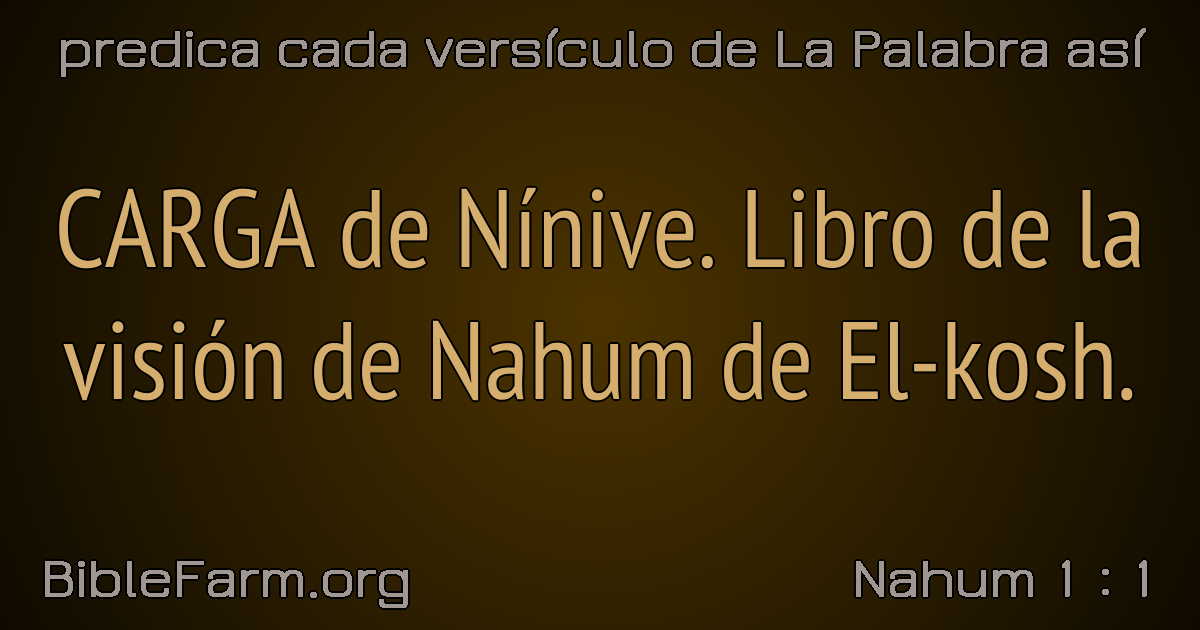 predica cada versículo de La Palabra así
CARGA de Nínive. Libro de la
visión de Nahum de El-kosh.
BibleFarm.org
Nahum 1 : 1